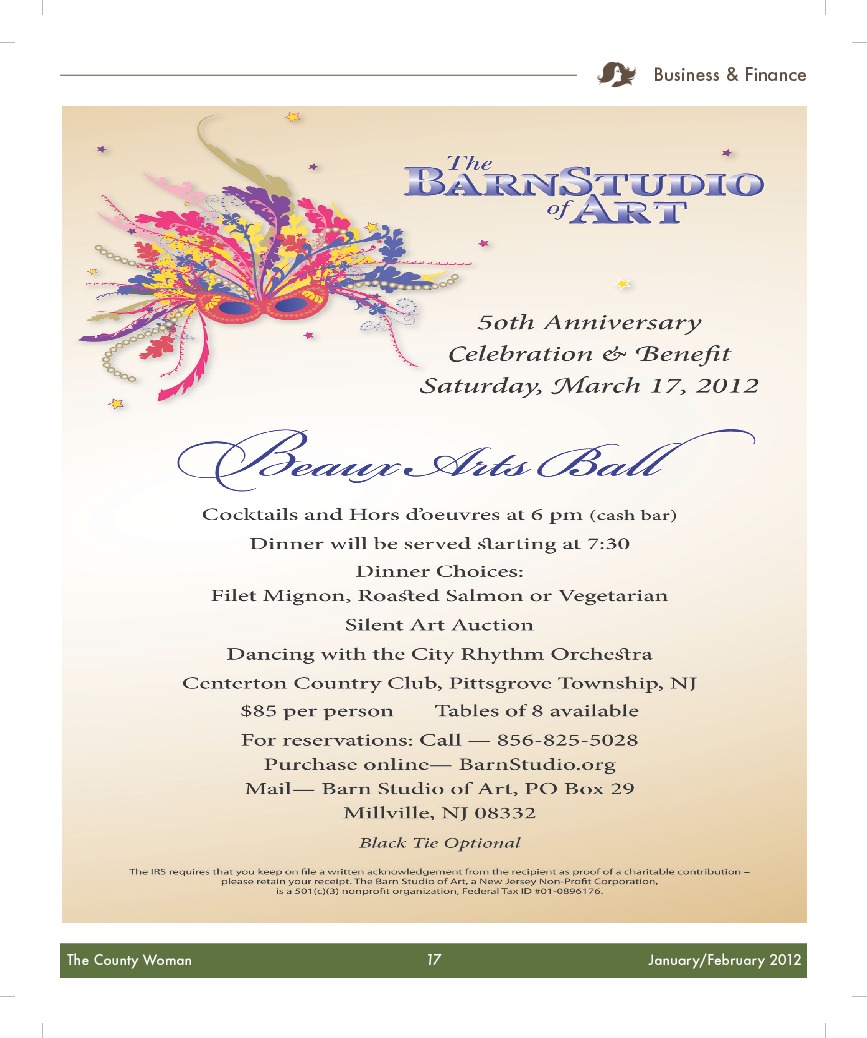 Business & Finance
The
BARNSTUDIO
of ART
50th Anniversary
Celebration & Benefit
Saturday, March 17, 2012
Beaux Arts Ball
Cocktails and Hors d'oeuvres at 6 pm (cash bar)
Dinner will be served starting at 7:30
Dinner Choices:
Filet Mignon, Roasted Salmon or Vegetarian
Silent Art Auction
Dancing with the City Rhythm Orchestra
Centerton Country Club, Pittsgrove Township, NJ
$85 per person Tables of 8 available
For reservations: Call — 856-825-5028
Purchase online— BarnStudio.org
Mail— Barn Studio of Art, PO Box 29
Millville, NJ 08332
Black Tie Optional
The IRS requires that you keep on file a written acknowledgement from the recipient as proof of a charitable contribution –
please retain your receipt. The Barn Studio of Art, a New Jersey Non-Profit Corporation,
is a 501(c)(3) nonprofit organization, Federal Tax ID #01-0896176.
The County Woman 17 January/February 2012